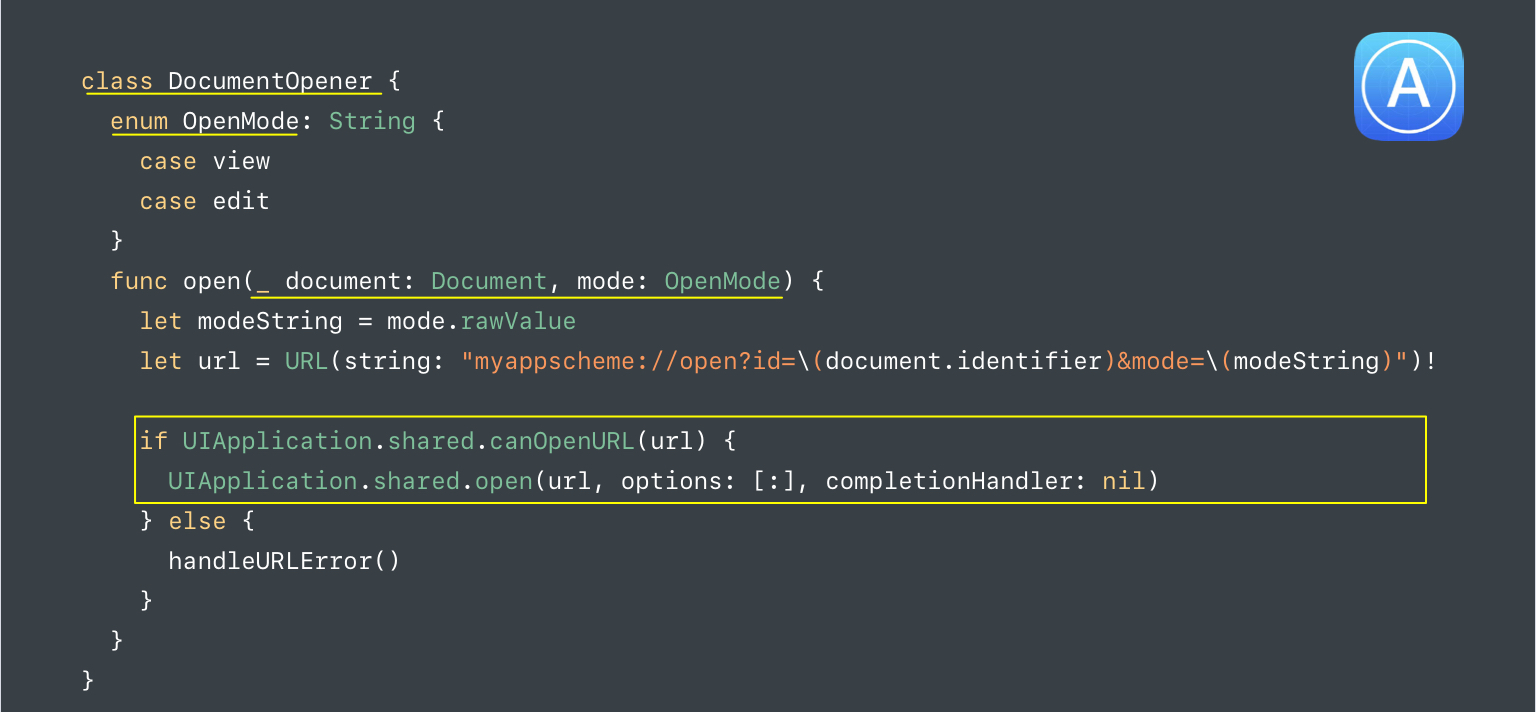 class DocumentOpener {
  enum OpenMode: String {
    case view
    case edit
  }
  func open(_ document: Document, mode: OpenMode) {
    let modeString = mode.rawValue
    let url = URL(string: "myappscheme://open?id=\(document.identifier)&mode=\(modeString)")!

    if UIApplication.shared.canOpenURL(url) {
      UIApplication.shared.open(url, options: [:], completionHandler: nil)
    } else {
      handleURLError()
    }
  }
}
A